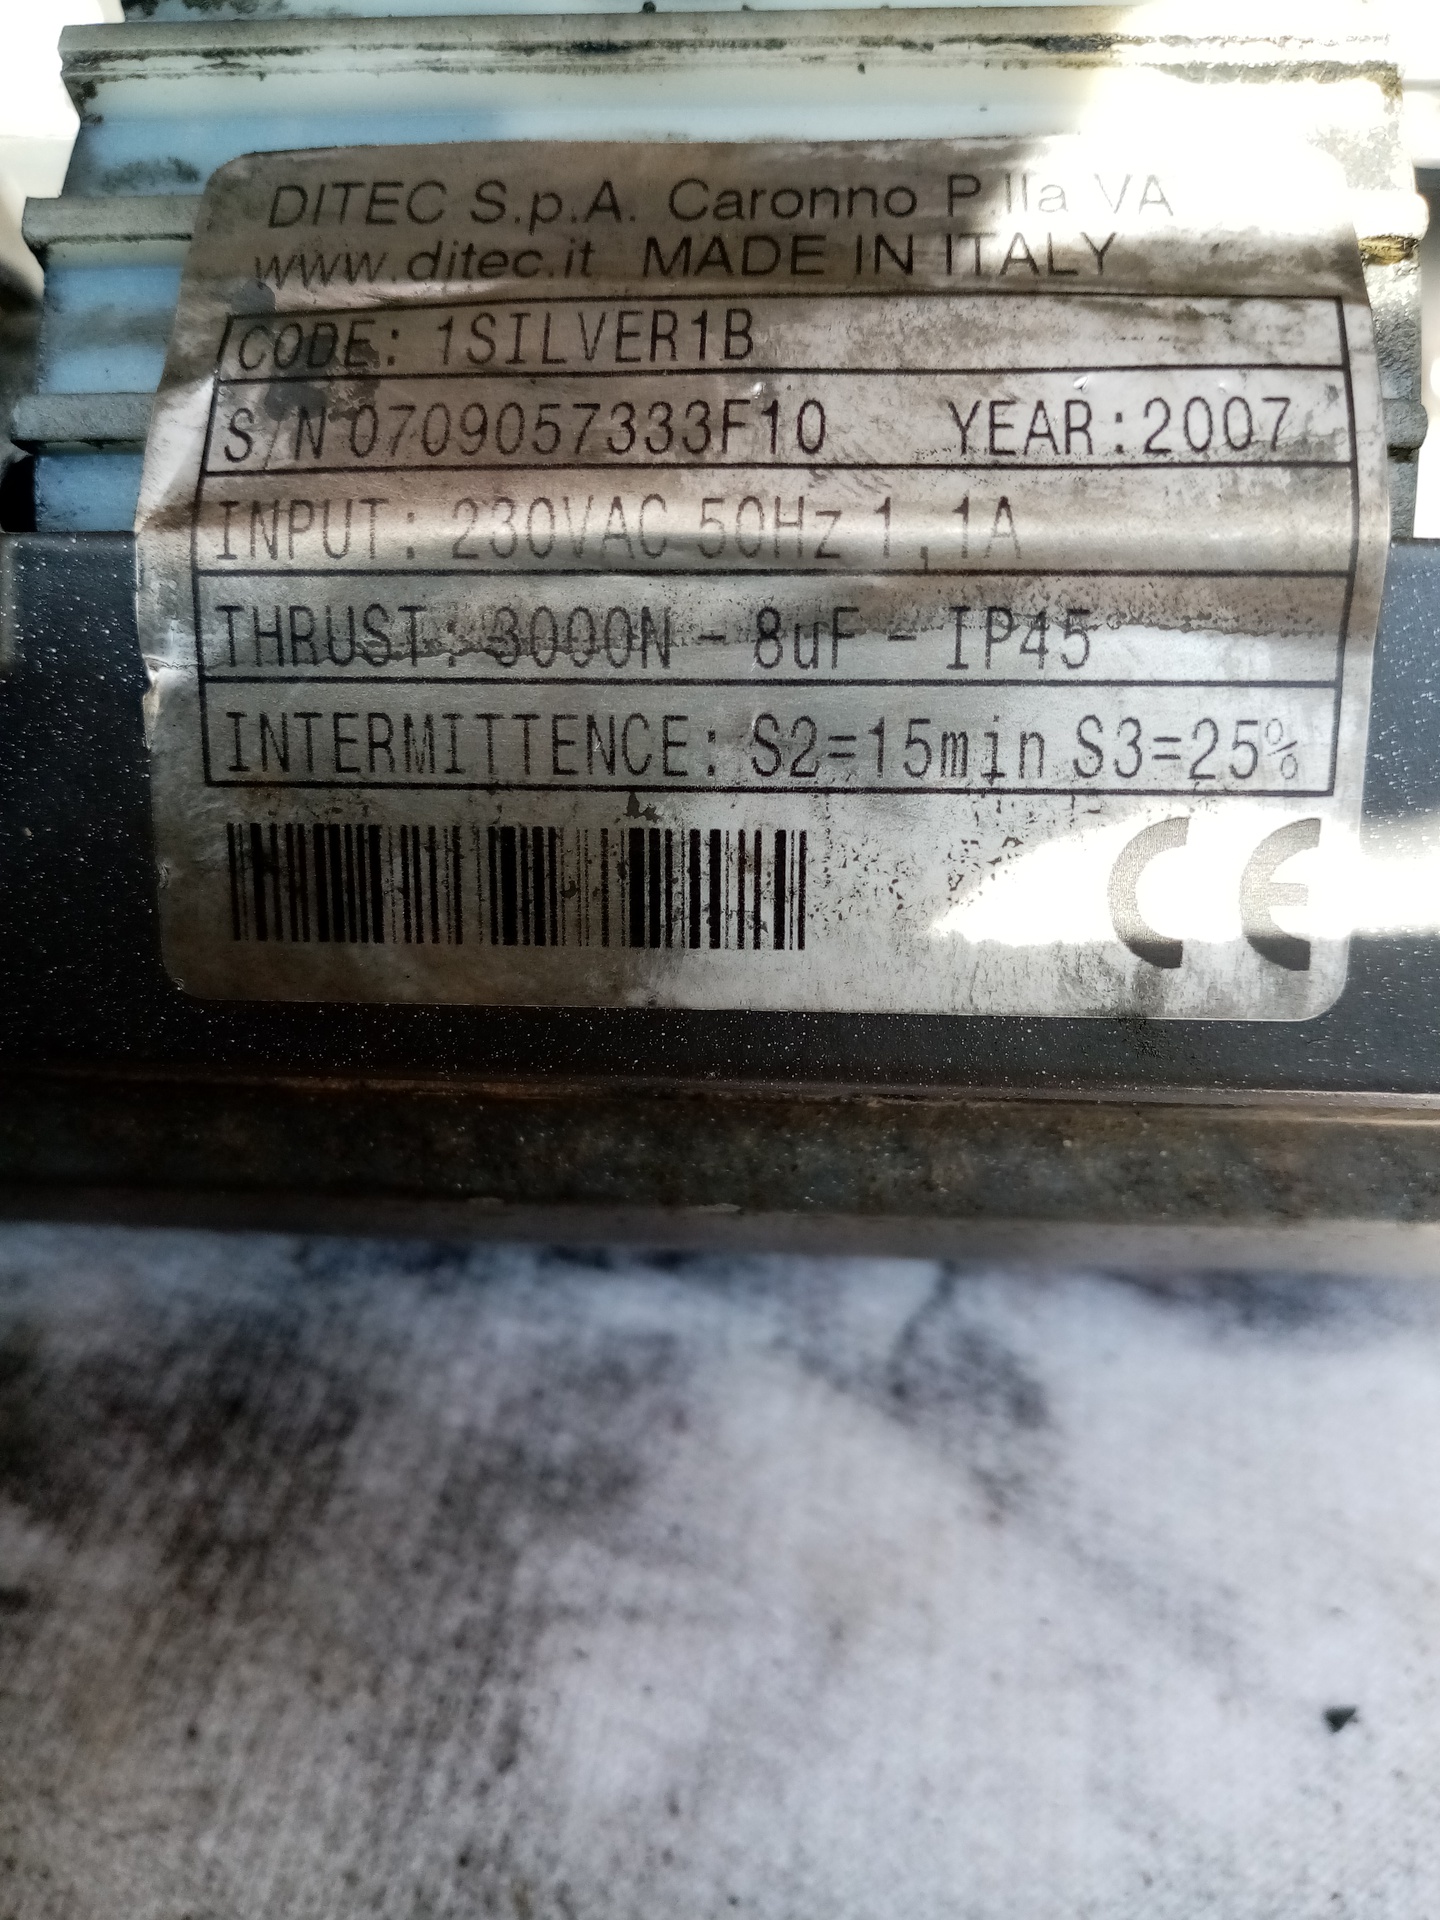 DITEC S.p.A. Caronno P.lla VA
www.ditec.it MADE IN ITALY
CODE: 1SILVER1B
S/N 0709057333F10 YEAR:2007
INPUT: 230VAC 50Hz 1,1A
THRUST: 3000N - 8uF - IP45
INTERMITTENCE: S2=15min S3=25%
CE